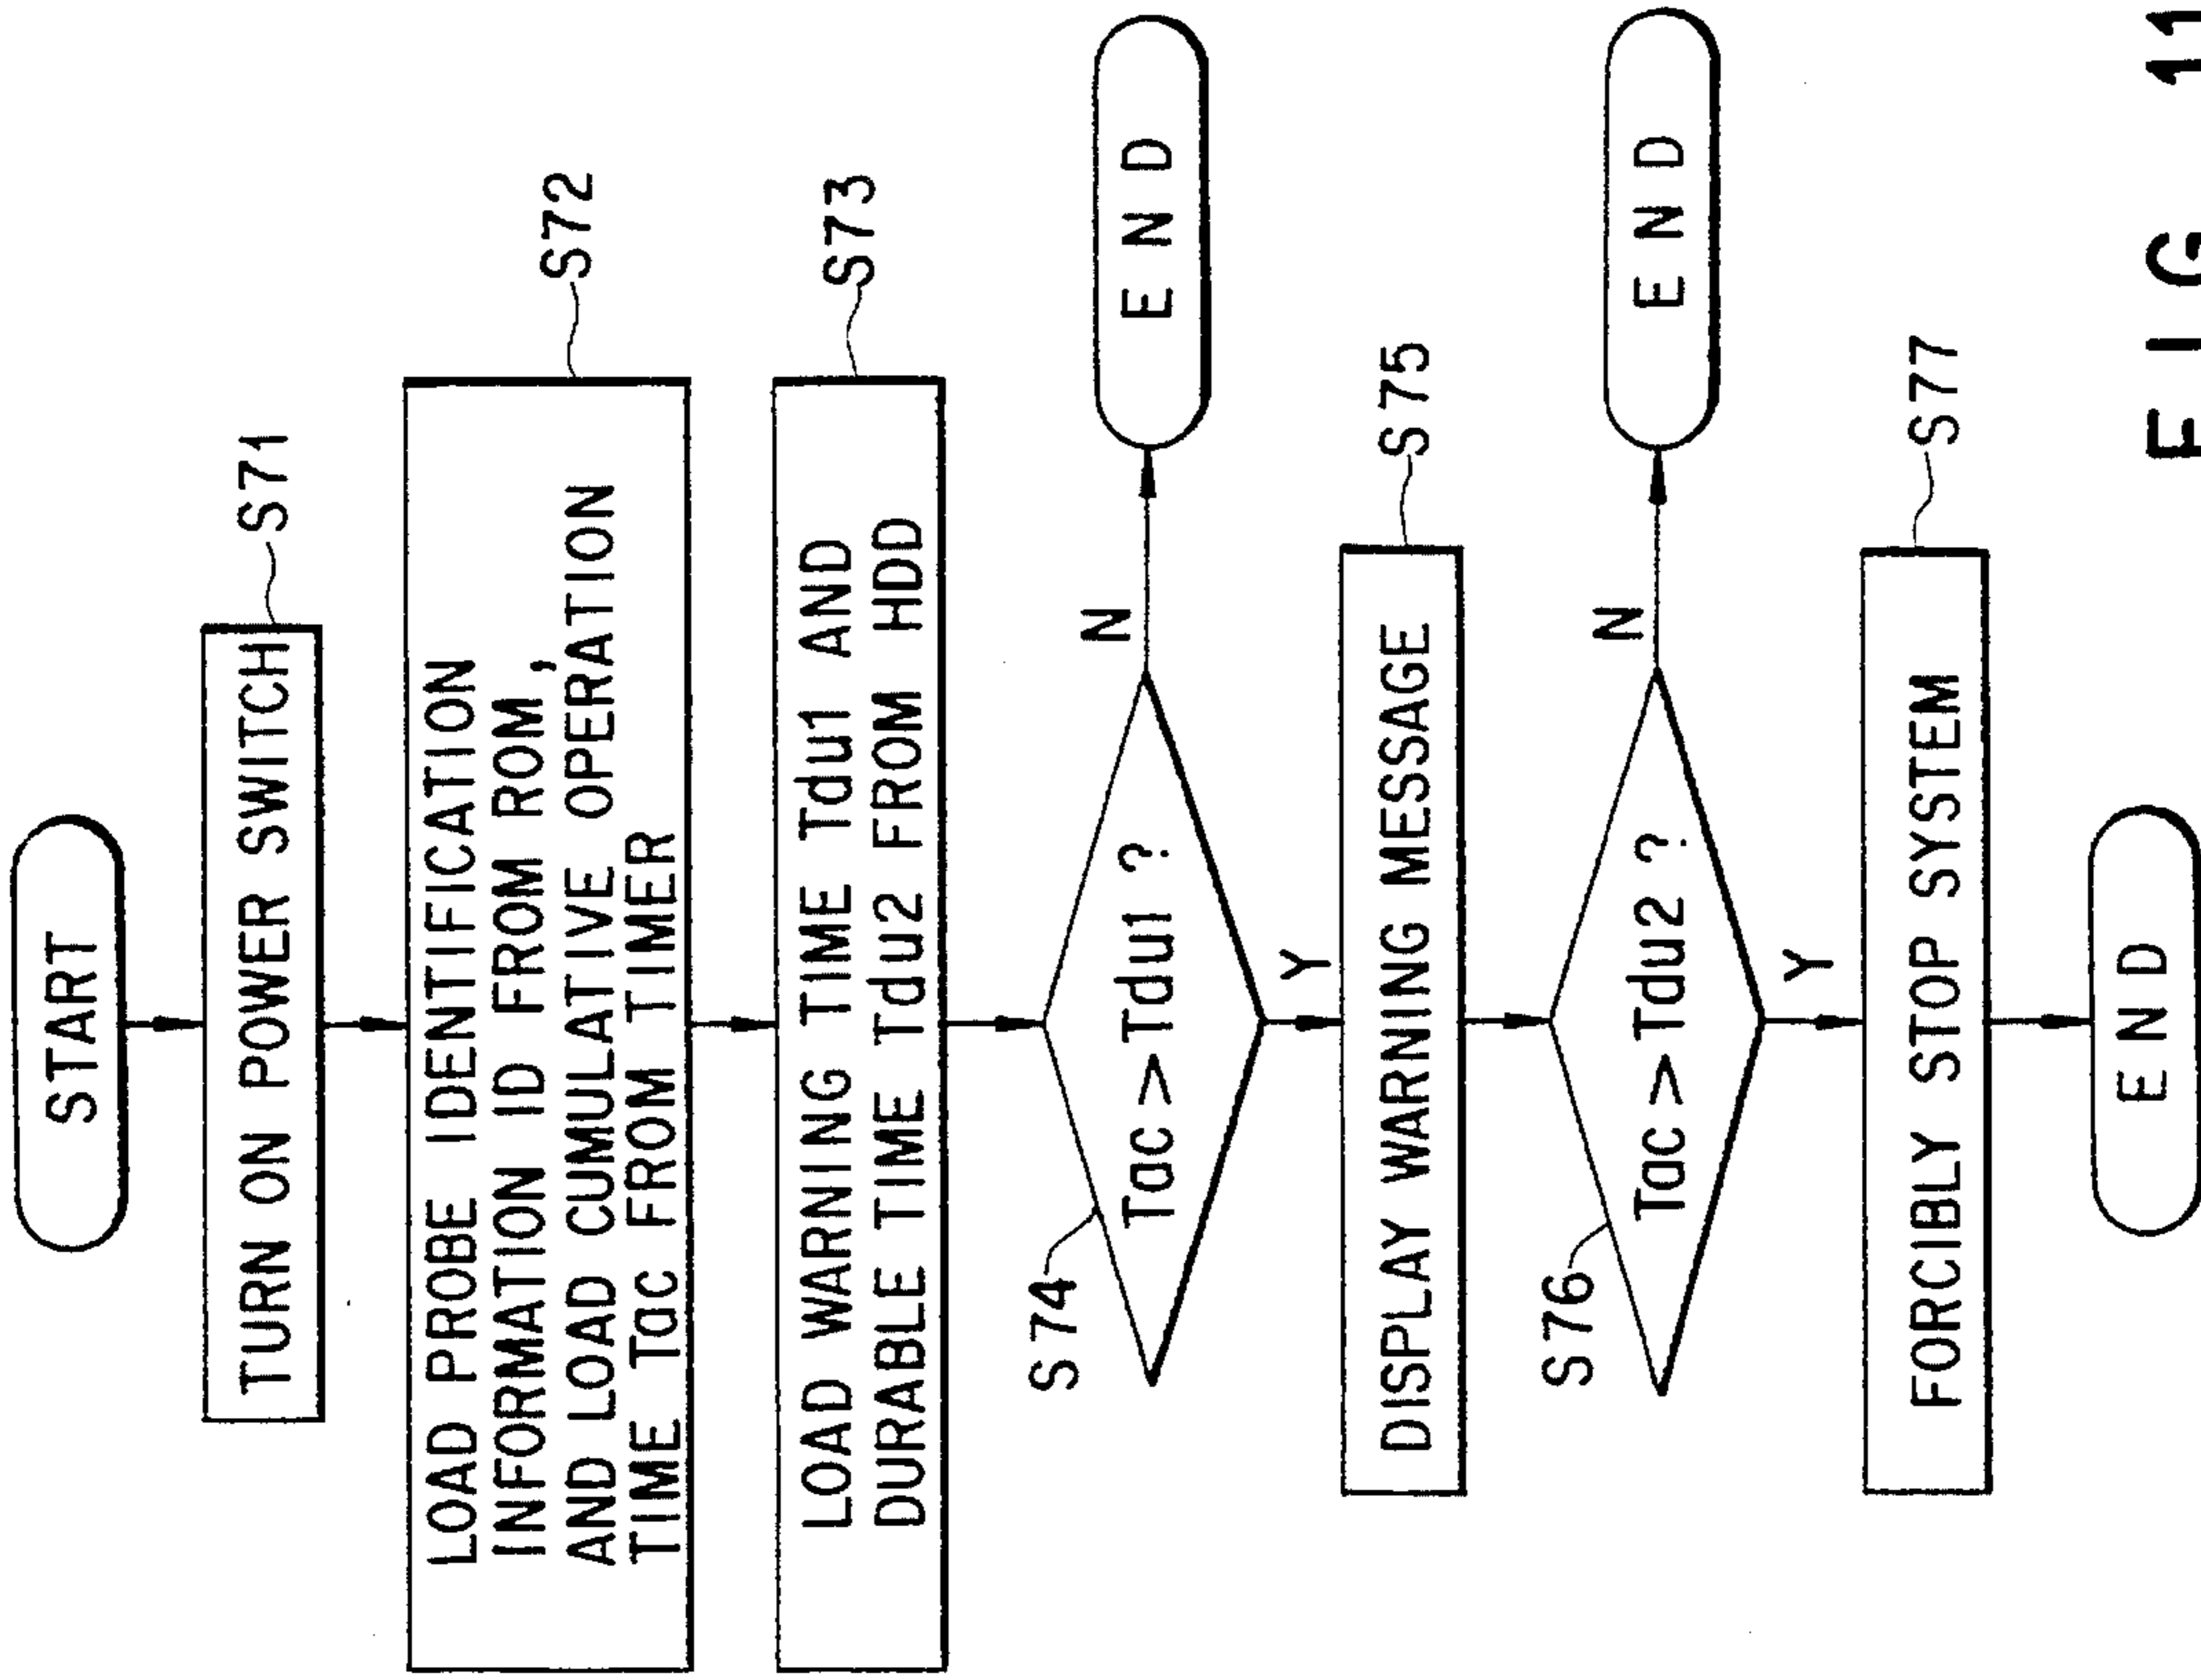 START
TURN ON POWER SWITCH
S71
LOAD PROBE IDENTIFICATION
INFORMATION ID FROM ROM,
AND LOAD CUMULATIVE OPERATION
TIME Tac FROM TIMER
S72
LOAD WARNING TIME Tdu1 AND
DURABLE TIME Tdu2 FROM HDD
S73
S74
Tac > Tdu1 ?
N
END
Y
DISPLAY WARNING MESSAGE
S75
S76
Tac > Tdu2 ?
N
END
Y
FORCIBLY STOP SYSTEM
S77
END
FIG. 11